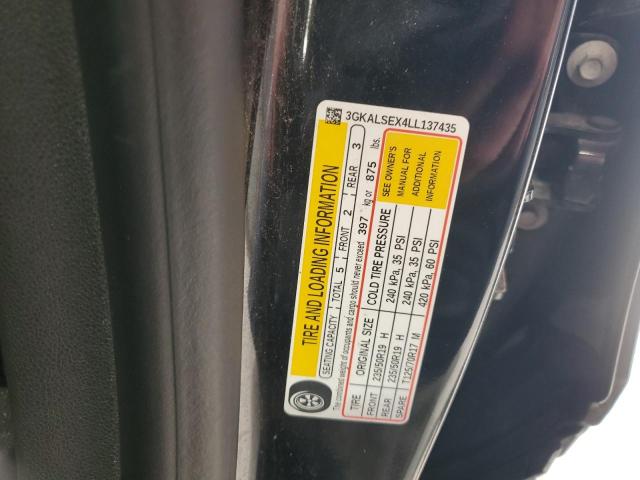 3GKALSEX4LL137435
TIRE AND LOADING INFORMATION
SEATING CAPACITY TOTAL 5 FRONT 2 REAR 3
The combined weights of occupants and cargo should never exceed 397 kg or 875 lbs.
TIRE ORIGINAL SIZE COLD TIRE PRESSURE
FRONT 235/50R19 H 240 kPa, 35 PSI
REAR 235/50R19 H 240 kPa, 35 PSI
SPARE T125/70R17 M 420 kPa, 60 PSI
SEE OWNER'S
MANUAL FOR
ADDITIONAL
INFORMATION